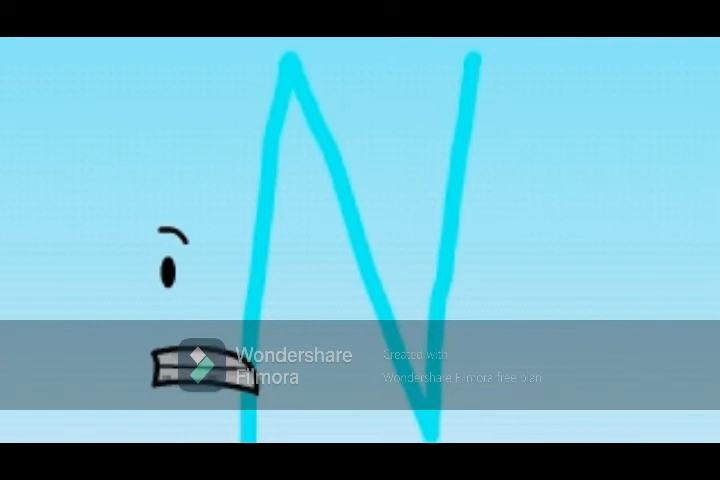 N
Wondershare
Filmora
Created with
Wondershare Filmora free plan